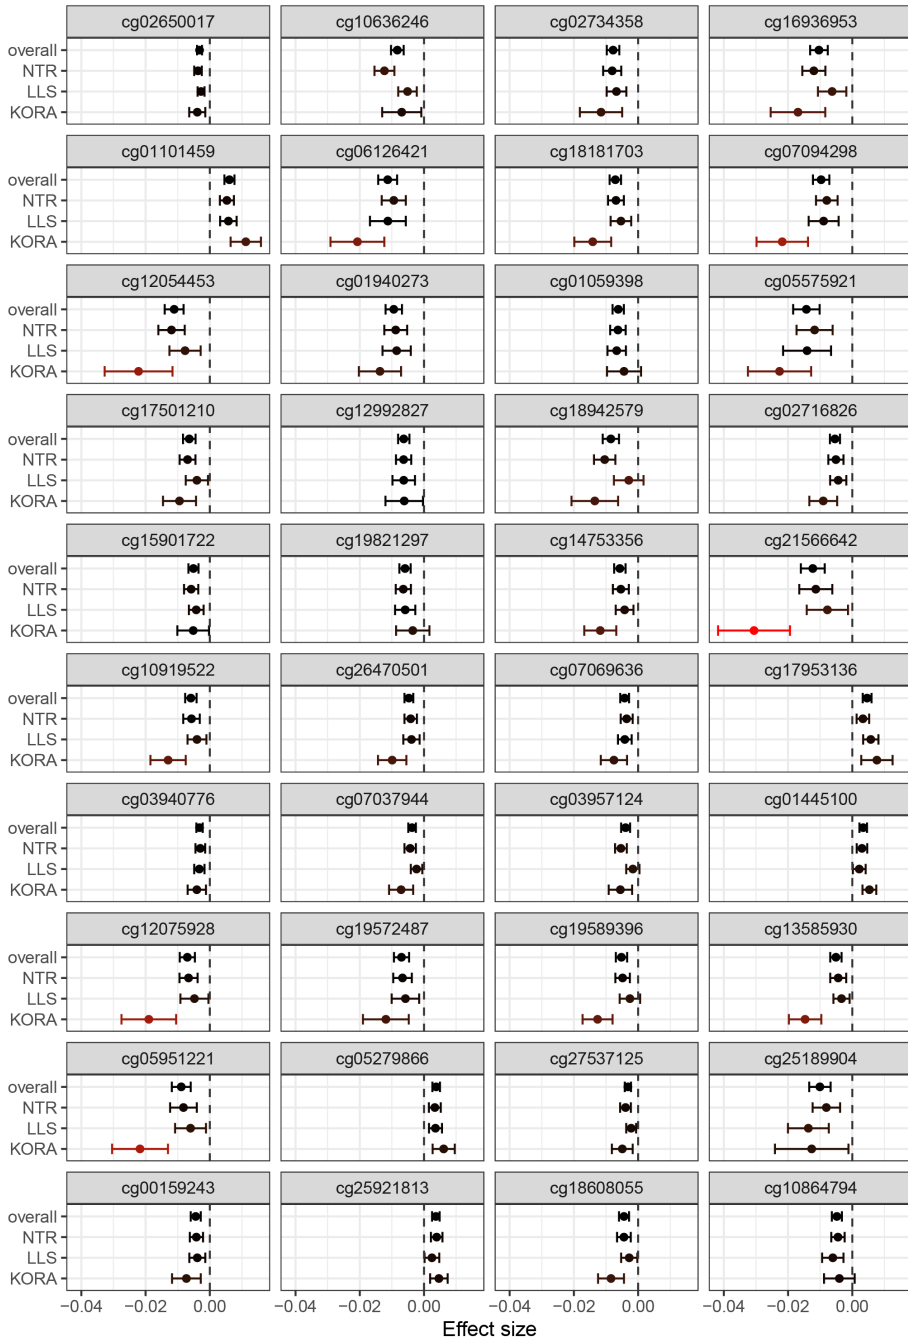 cg02650017 cg10636246 cg02734358 cg16936953
overall
NTR
LLS
KORA
cg01101459 cg06126421 cg18181703 cg07094298
overall
NTR
LLS
KORA
cg12054453 cg01940273 cg01059398 cg05575921
overall
NTR
LLS
KORA
cg17501210 cg12992827 cg18942579 cg02716826
overall
NTR
LLS
KORA
cg15901722 cg19821297 cg14753356 cg21566642
overall
NTR
LLS
KORA
cg10919522 cg26470501 cg07069636 cg17953136
overall
NTR
LLS
KORA
cg03940776 cg07037944 cg03957124 cg01445100
overall
NTR
LLS
KORA
cg12075928 cg19572487 cg19589396 cg13585930
overall
NTR
LLS
KORA
cg05951221 cg05279866 cg27537125 cg25189904
overall
NTR
LLS
KORA
cg00159243 cg25921813 cg18608055 cg10864794
overall
NTR
LLS
KORA
−0.04 −0.02 0.00 −0.04 −0.02 0.00 −0.04 −0.02 0.00 −0.04 −0.02 0.00
Effect size